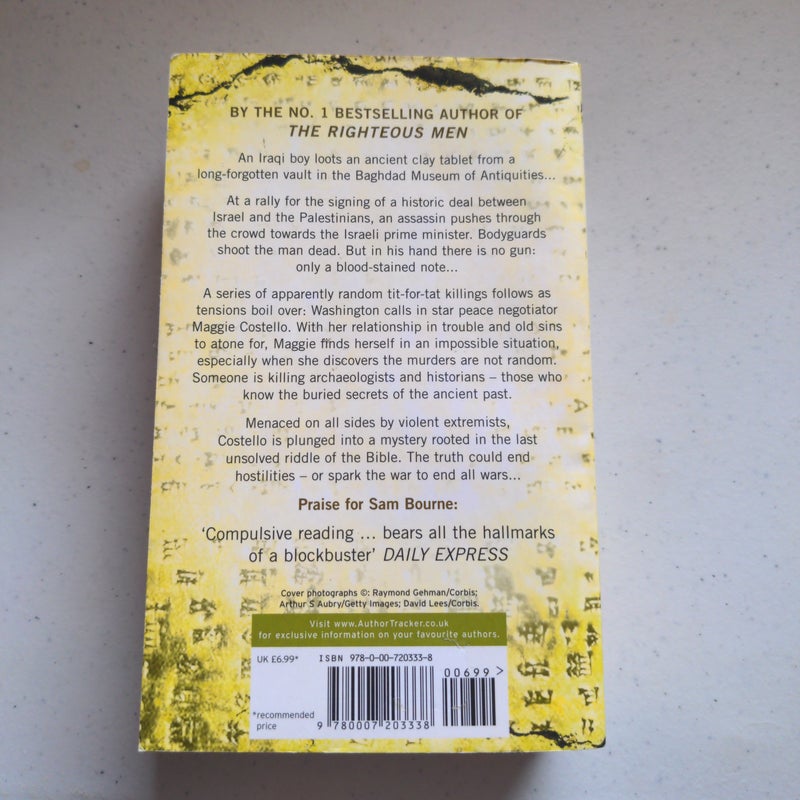 BY THE NO. 1 BESTSELLING AUTHOR OF
THE RIGHTEOUS MEN
An Iraqi boy loots an ancient clay tablet from a
long-forgotten vault in the Baghdad Museum of Antiquities...
At a rally for the signing of a historic deal between
Israel and the Palestinians, an assassin pushes through
the crowd towards the Israeli prime minister. Bodyguards
shoot the man dead. But in his hand there is no gun:
only a blood-stained note...
A series of apparently random tit-for-tat killings follows as
tensions boil over: Washington calls in star peace negotiator
Maggie Costello. With her relationship in trouble and old sins
to atone for, Maggie finds herself in an impossible situation,
especially when she discovers the murders are not random.
Someone is killing archaeologists and historians – those who
know the buried secrets of the ancient past.
Menaced on all sides by violent extremists,
Costello is plunged into a mystery rooted in the last
unsolved riddle of the Bible. The truth could end
hostilities – or spark the war to end all wars...
Praise for Sam Bourne:
‘Compulsive reading ... bears all the hallmarks
of a blockbuster’ DAILY EXPRESS
Cover photographs ©: Raymond Gehman/Corbis;
Arthur S Aubry/Getty Images; David Lees/Corbis.
Visit www.AuthorTracker.co.uk
for exclusive information on your favourite authors.
UK £6.99*
ISBN 978-0-00-720333-8
00699 >
*recommended
price
9 780007 203338